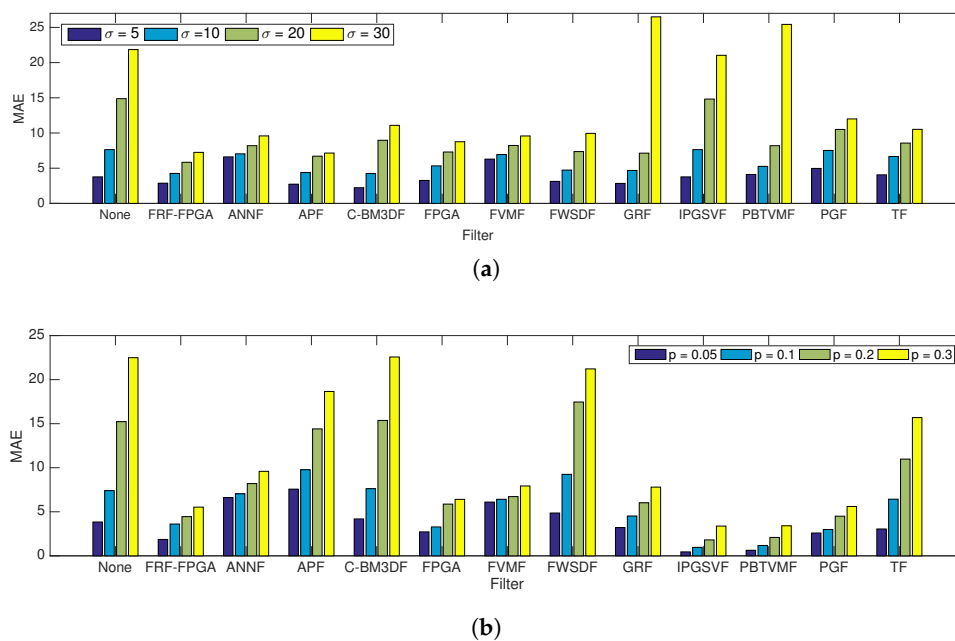 25
20
15
10
5
0
MAE
σ = 5
σ =10
σ = 20
σ = 30
None FRF-FPGA ANNF APF C-BM3DF FPGA FVMF FWSDF GRF IPGSVF PBTVMF PGF TF
Filter
(a)
25
20
15
10
5
0
MAE
p = 0.05
p = 0.1
p = 0.2
p = 0.3
None FRF-FPGA ANNF APF C-BM3DF FPGA FVMF FWSDF GRF IPGSVF PBTVMF PGF TF
Filter
(b)